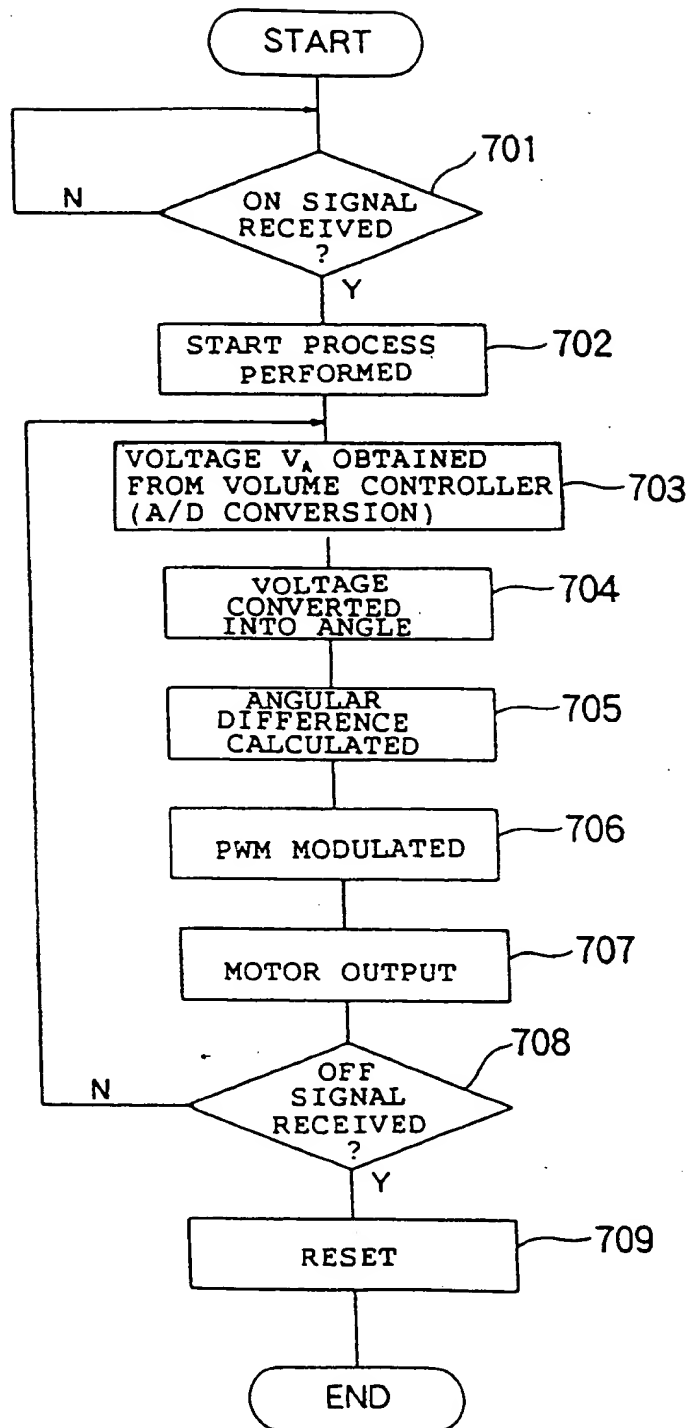 START
701
N
ON SIGNAL
RECEIVED
?
Y
START PROCESS
PERFORMED
702
VOLTAGE VA OBTAINED
FROM VOLUME CONTROLLER
(A/D CONVERSION)
703
VOLTAGE
CONVERTED
INTO ANGLE
704
ANGULAR
DIFFERENCE
CALCULATED
705
PWM MODULATED
706
MOTOR OUTPUT
707
708
N
OFF
SIGNAL
RECEIVED
?
Y
RESET
709
END